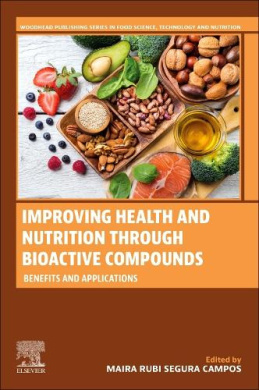 WOODHEAD PUBLISHING SERIES IN FOOD SCIENCE, TECHNOLOGY AND NUTRITION
IMPROVING HEALTH AND
NUTRITION THROUGH
BIOACTIVE COMPOUNDS
BENEFITS AND APPLICATIONS
Edited by
MAIRA RUBI SEGURA CAMPOS
ELSEVIER